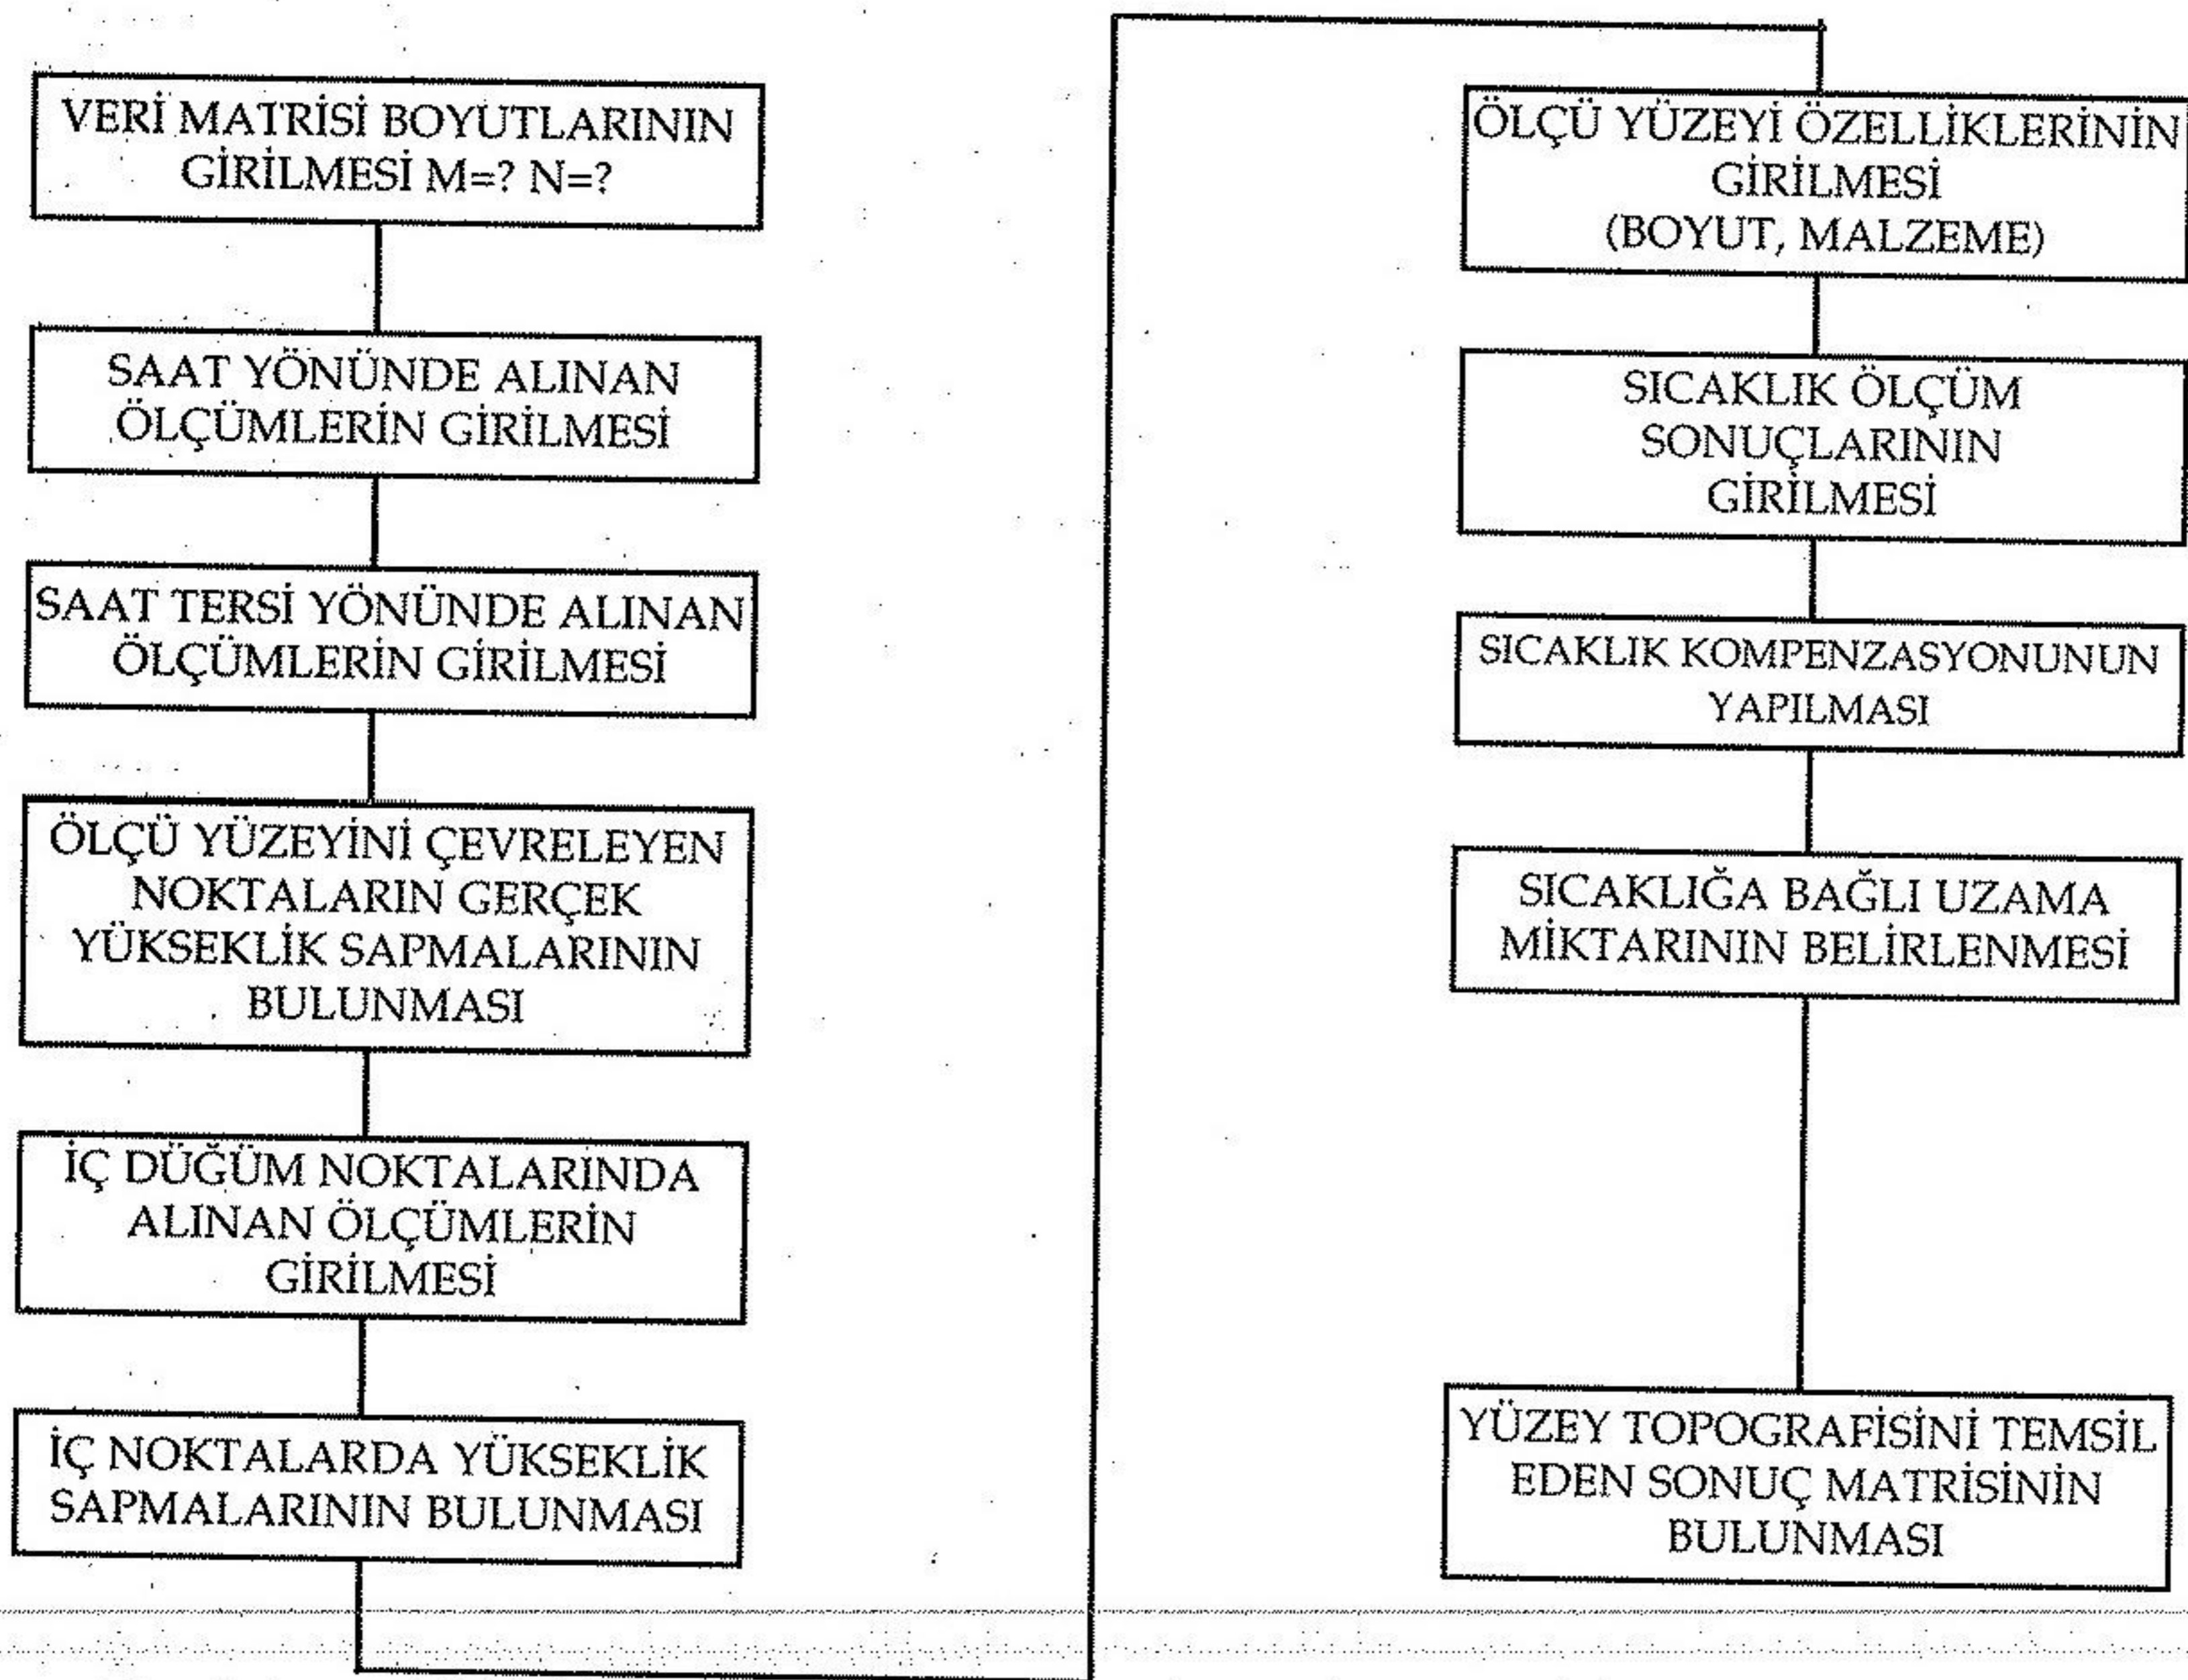 VERİ MATRİSİ BOYUTLARININ
GİRİLMESİ M=? N=?
SAAT YÖNÜNDE ALINAN
ÖLÇÜMLERİN GİRİLMESİ
SAAT TERSİ YÖNÜNDE ALINAN
ÖLÇÜMLERİN GİRİLMESİ
ÖLÇÜ YÜZEYİNİ ÇEVRELEYEN
NOKTALARIN GERÇEK
YÜKSEKLİK SAPMALARININ
BULUNMASI
İÇ DÜĞÜM NOKTALARINDA
ALINAN ÖLÇÜMLERİN
GİRİLMESİ
İÇ NOKTALARDA YÜKSEKLİK
SAPMALARININ BULUNMASI
ÖLÇÜ YÜZEYİ ÖZELLİKLERİNİN
GİRİLMESİ
(BOYUT, MALZEME)
SICAKLIK ÖLÇÜM
SONUÇLARININ
GİRİLMESİ
SICAKLIK KOMPENZASYONUNUN
YAPILMASI
SICAKLIĞA BAĞLI UZAMA
MİKTARININ BELİRLENMESİ
YÜZEY TOPOGRAFİSİNİ TEMSİL
EDEN SONUÇ MATRİSİNİN
BULUNMASI